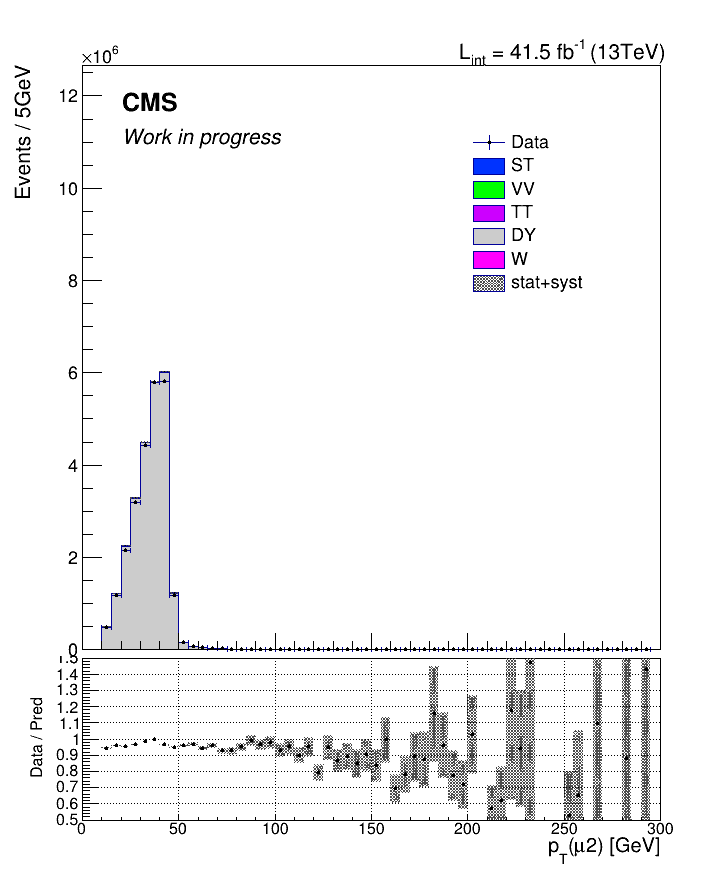 ×10⁶
L_int = 41.5 fb⁻¹ (13TeV)
Events / 5GeV
12
10
8
6
4
2
0
CMS
Work in progress
Data
ST
VV
TT
DY
W
stat+syst
Data / Pred
1.5
1.4
1.3
1.2
1.1
1
0.9
0.8
0.7
0.6
0.5
0 50 100 150 200 250 300
p_T(μ2) [GeV]